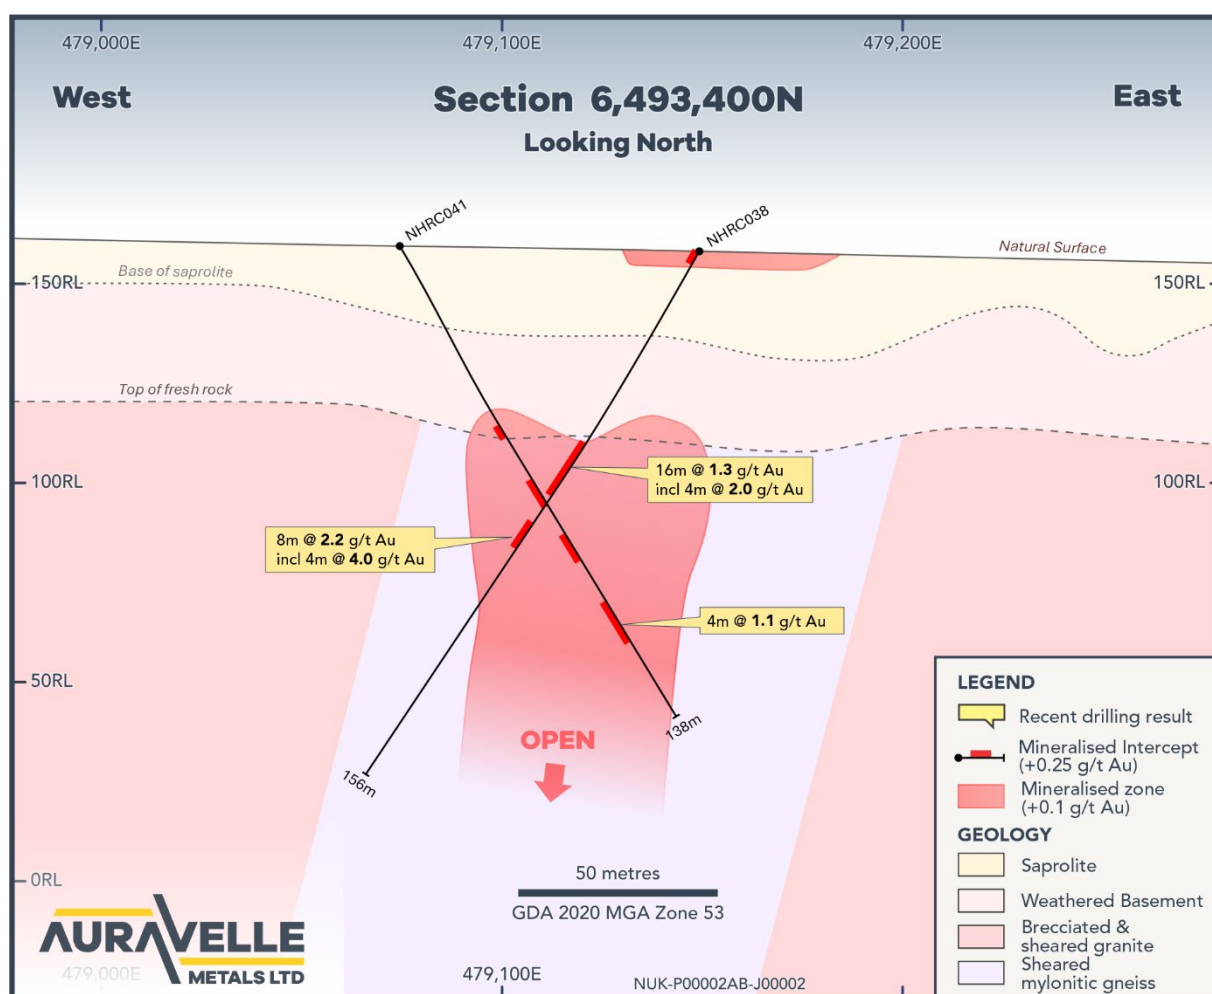 479,000E
479,100E
479,200E
West
Section 6,493,400N
East
Looking North
NHRC041
NHRC038
Natural Surface
Base of saprolite
150RL
150RL
Top of fresh rock
16m @ 1.3 g/t Au
incl 4m @ 2.0 g/t Au
100RL
100RL
8m @ 2.2 g/t Au
incl 4m @ 4.0 g/t Au
4m @ 1.1 g/t Au
50RL
138m
OPEN
156m
LEGEND
Recent drilling result
Mineralised Intercept
(+0.25 g/t Au)
Mineralised zone
(+0.1 g/t Au)
GEOLOGY
Saprolite
Weathered Basement
Brecciated &
sheared granite
Sheared
mylonitic gneiss
0RL
50 metres
GDA 2020 MGA Zone 53
AURAVELLE
METALS LTD
479,000E
479,100E
NUK-P00002AB-J00002